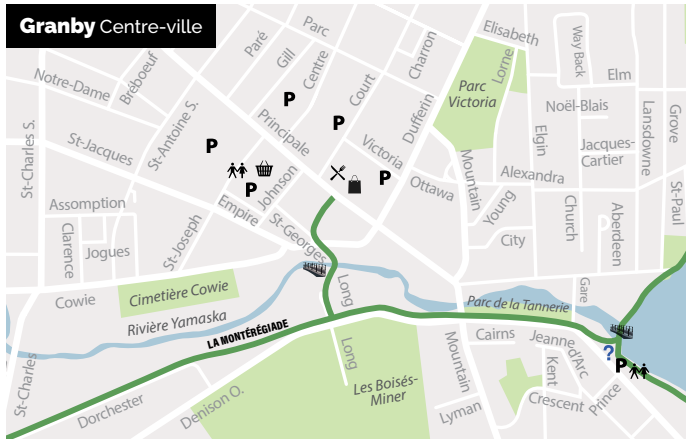 Granby Centre-ville
Parc
Elisabeth
Paré
Gill
Centre
Charron
Lorne
Way Back
Elm
Notre-Dame
Bréboeuf
Court
Parc
Victoria
Dufferin
Noël-Blais
Lansdowne
Grove
P
P
Principale
St-Charles S.
St-Jacques
St-Antoine S.
P
Victoria
P
Elgin
Jacques-
Cartier
Mountain
Ottawa
Alexandra
St-Paul
P
Johnson
Assomption
Empire
St-Georges
St-Joseph
Young
Church
Aberdeen
City
Clarence
Jogues
Long
Gare
Cowie
Cimetière Cowie
Rivière Yamaska
Parc de la Tannerie
LA MONTÉRÉGIADE
Long
Mountain
Cairns
Jeanne
d'Arc
?
P
Kent
St-Charles
Les Boisés-
Miner
Dorchester
Denison O.
Lyman
Crescent
Prince